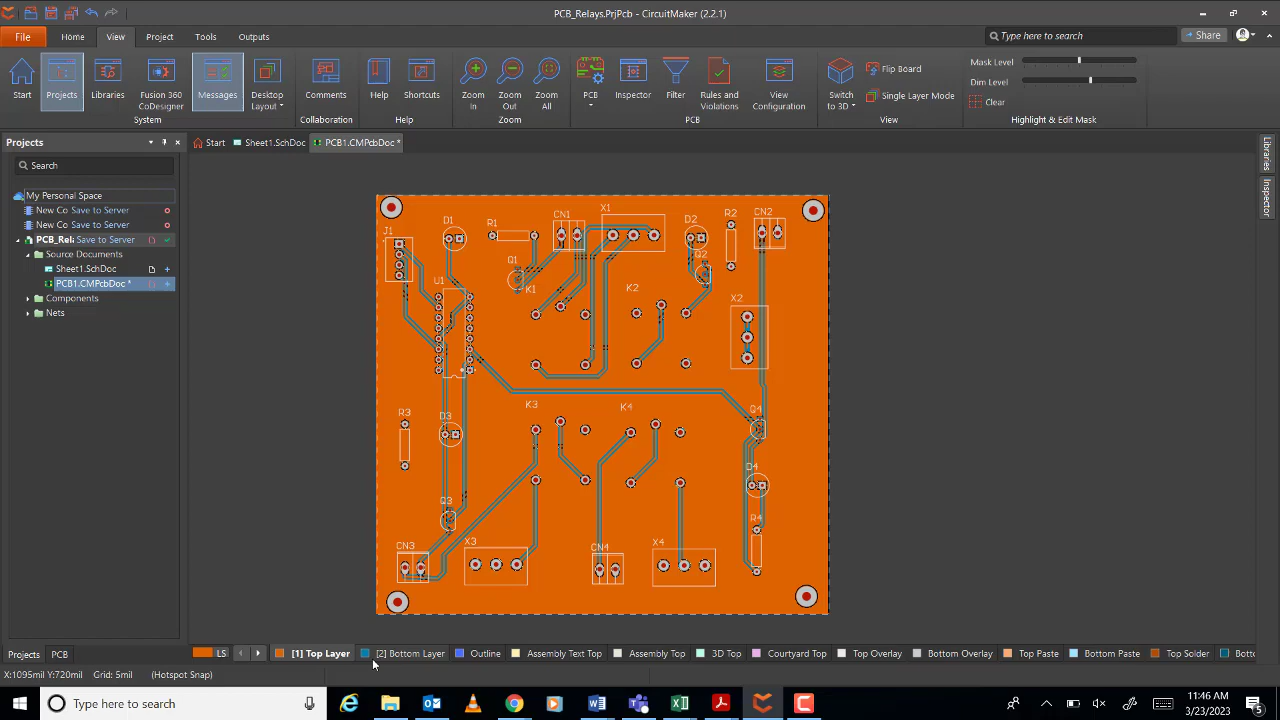 PCB_Relays.PrjPcb - CircuitMaker (2.2.1)
File Home View Project Tools Outputs
Type here to search
Share
Start Projects Libraries Fusion 360 CoDesigner Messages Desktop Layout
System
Comments
Collaboration
Help Shortcuts
Help
Zoom In Zoom Out Zoom All
Zoom
PCB Inspector Filter Rules and Violations View Configuration
PCB
Switch to 3D Flip Board Single Layer Mode
View
Mask Level
Dim Level
Clear
Highlight & Edit Mask
Projects
Start Sheet1.SchDoc PCB1.CMPcbDoc *
Search
My Personal Space
New Co Save to Server
New Co Save to Server
PCB_Rela Save to Server
Source Documents
Sheet1.SchDoc
PCB1.CMPcbDoc *
Components
Nets
Libraries
Inspector
J1 D1 R1 CN1 X1 D2 R2 CN2
Q1 Q2
U1 K1 K2 X2
R3 D3 K3 K4 Q4
D4
Q3 R4
CN3 X3 CN4 X4
Projects PCB
LS [1] Top Layer [2] Bottom Layer Outline Assembly Text Top Assembly Top 3D Top Courtyard Top Top Overlay Bottom Overlay Top Paste Bottom Paste Top Solder Botto
X:1095mil Y:720mil Grid: 5mil (Hotspot Snap)
Type here to search
11:46 AM
3/23/2023